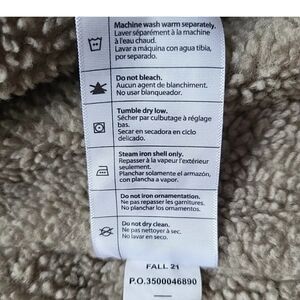 Machine wash warm separately.
Laver séparément à la machine
à l'eau chaud.
Lavar a máquina con agua tibia,
por separado.
Do not bleach.
Aucun agent de blanchiment.
No usar blanqueador.
Tumble dry low.
Sécher par culbutage à réglage
bas.
Secar en secadora en ciclo
delicado.
Steam iron shell only.
Repasser à la vapeur l'extérieur
seulement.
Planchar solamente el armazón,
con plancha a vapor.
Do not iron ornamentation.
Ne pas repasser les garnitures.
No planchar los ornamentos.
Do not dry clean.
Ne pas nettoyer à sec.
No lavar en seco.
FALL 21
P.O.3500046890